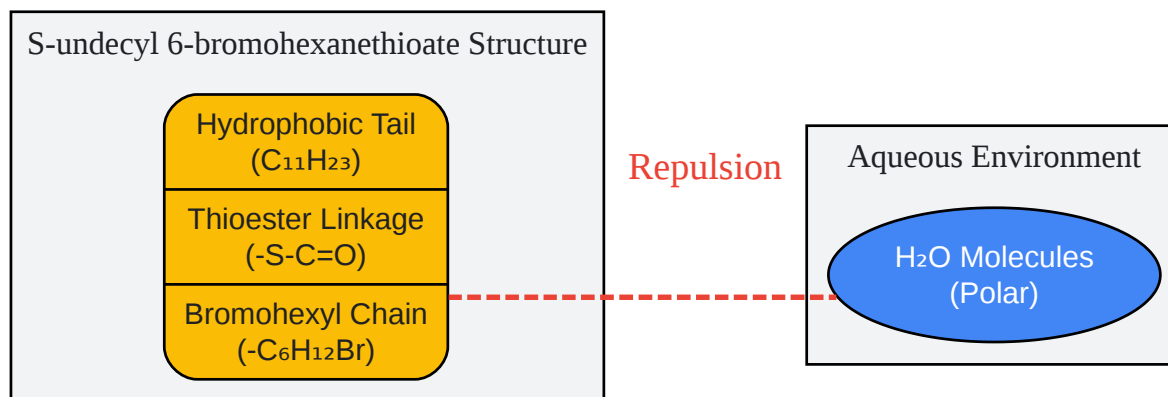 S-undecyl 6-bromohexanethioate Structure
Hydrophobic Tail
(C₁₁H₂₃)
Thioester Linkage
(-S-C=O)
Bromohexyl Chain
(-C₆H₁₂Br)
Repulsion
Aqueous Environment
H₂O Molecules
(Polar)